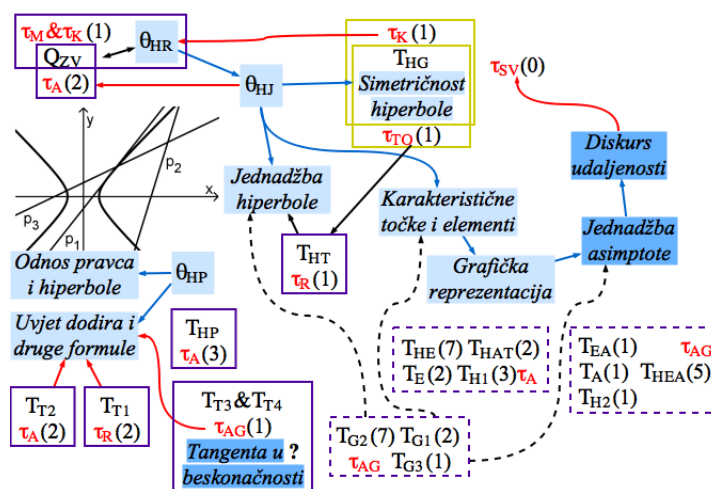 τM&τK(1)
θHR
τK(1)
QZV
THG
τSV(0)
τA(2)
θHJ
Simetričnost
hiperbole
τTQ(1)
Diskurs
udaljenosti
y
x
p2
p3
p1
Jednadžba
hiperbole
Karakteristične
točke i elementi
Jednadžba
asimptote
THT
τR(1)
Grafička
reprezentacija
Odnos pravca
i hiperbole
θHP
Uvjet dodira i
druge formule
THP
τA(3)
THE(7) THAT(2)
TE(2) TH1(3)τA
TEA(1) τAG
TA(1) THEA(5)
TH2(1)
TT2
τA(2)
TT1
τR(2)
TT3&TT4
τAG(1)
Tangenta u ?
beskonačnosti
TG2(7) TG1(2)
τAG TG3(1)